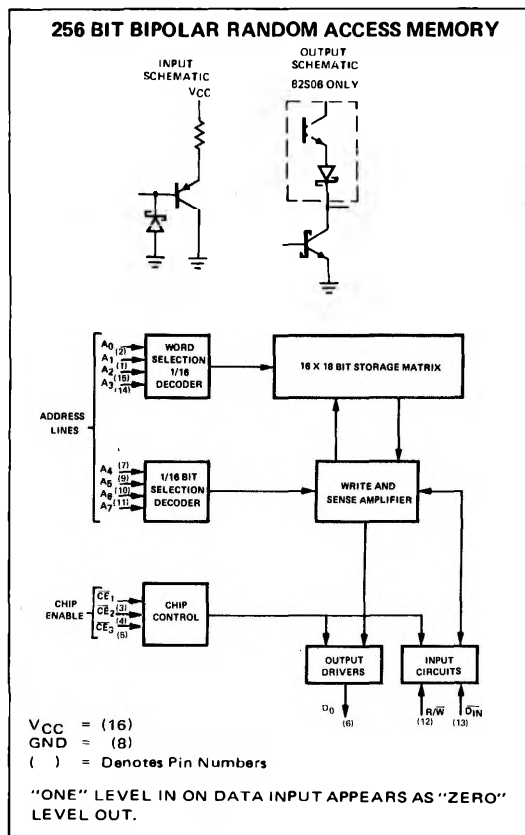 256 BIT BIPOLAR RANDOM ACCESS MEMORY
INPUT
SCHEMATIC
VCC
OUTPUT
SCHEMATIC
82S06 ONLY
ADDRESS
LINES
A0 (2)
A1 (1)
A2 (15)
A3 (14)
WORD
SELECTION
1/16
DECODER
16 X 18 BIT STORAGE MATRIX
A4 (7)
A5 (9)
A6 (10)
A7 (11)
1/16 BIT
SELECTION
DECODER
WRITE AND
SENSE AMPLIFIER
CHIP
ENABLE
CE1 (3)
CE2 (4)
CE3 (5)
CHIP
CONTROL
OUTPUT
DRIVERS
INPUT
CIRCUITS
D0 (6)
R/W (12)
DIN (13)
VCC = (16)
GND = (8)
( ) = Denotes Pin Numbers
"ONE" LEVEL IN ON DATA INPUT APPEARS AS "ZERO"
LEVEL OUT.